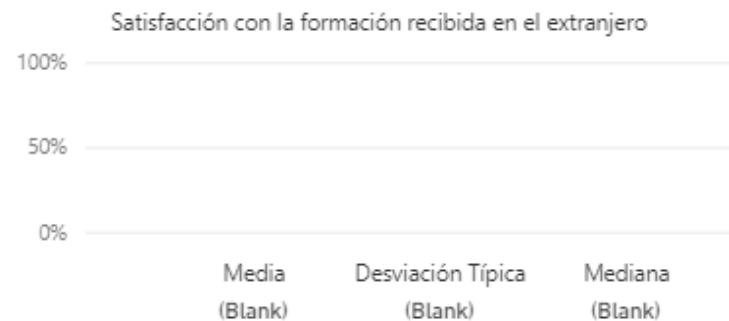 Satisfacción con la formación recibida en el extranjero
100%
50%
0%
Media Desviación Típica Mediana
(Blank) (Blank) (Blank)